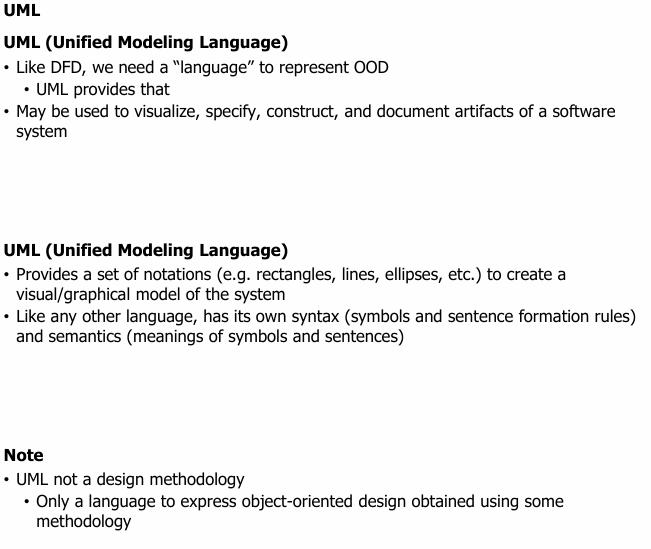 UML
UML (Unified Modeling Language)
• Like DFD, we need a “language” to represent OOD
• UML provides that
• May be used to visualize, specify, construct, and document artifacts of a software
system
UML (Unified Modeling Language)
• Provides a set of notations (e.g. rectangles, lines, ellipses, etc.) to create a
visual/graphical model of the system
• Like any other language, has its own syntax (symbols and sentence formation rules)
and semantics (meanings of symbols and sentences)
Note
• UML not a design methodology
• Only a language to express object-oriented design obtained using some
methodology